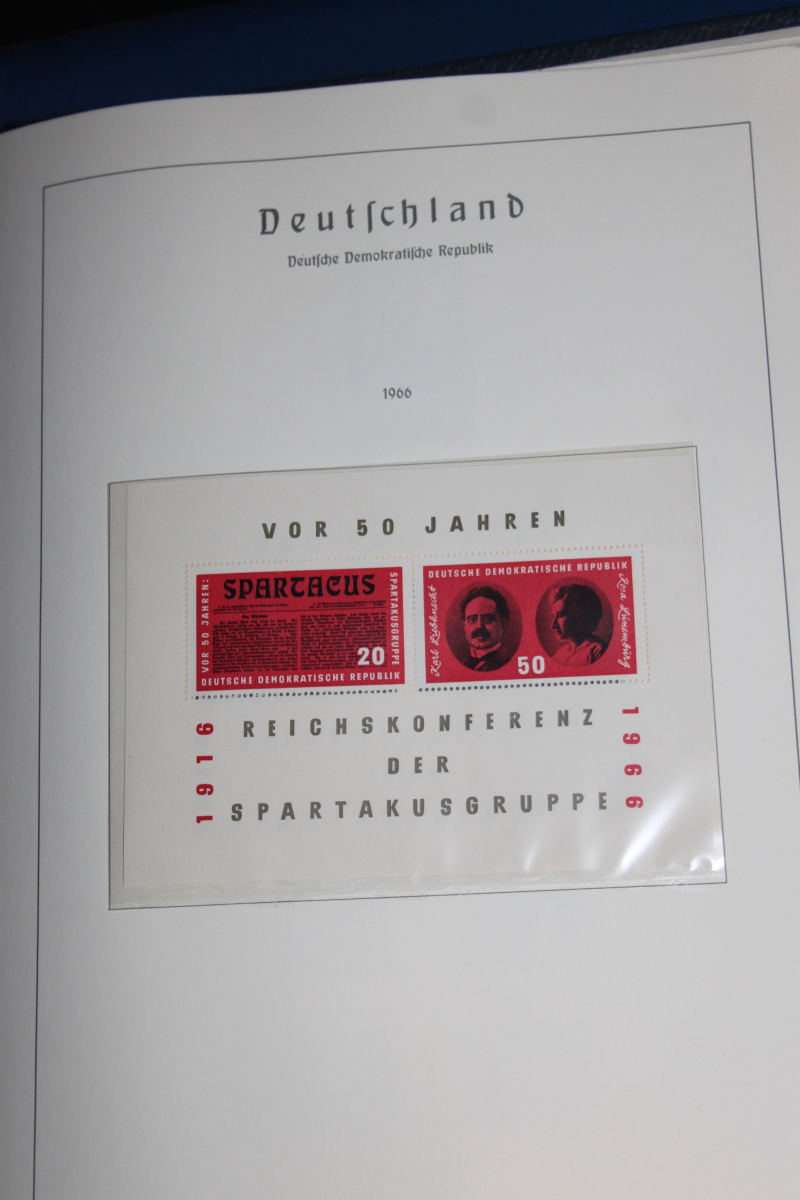 Deutſchland
Deutſche Demokratiſche Republik
1966
VOR 50 JAHREN
VOR 50 JAHREN:
SPARTACUS
SPARTAKUSGRUPPE
20
DEUTSCHE DEMOKRATISCHE REPUBLIK
DEUTSCHE DEMOKRATISCHE REPUBLIK
Karl Liebknecht
Rosa Luxemburg
50
1916
REICHSKONFERENZ
DER
SPARTAKUSGRUPPE
1966